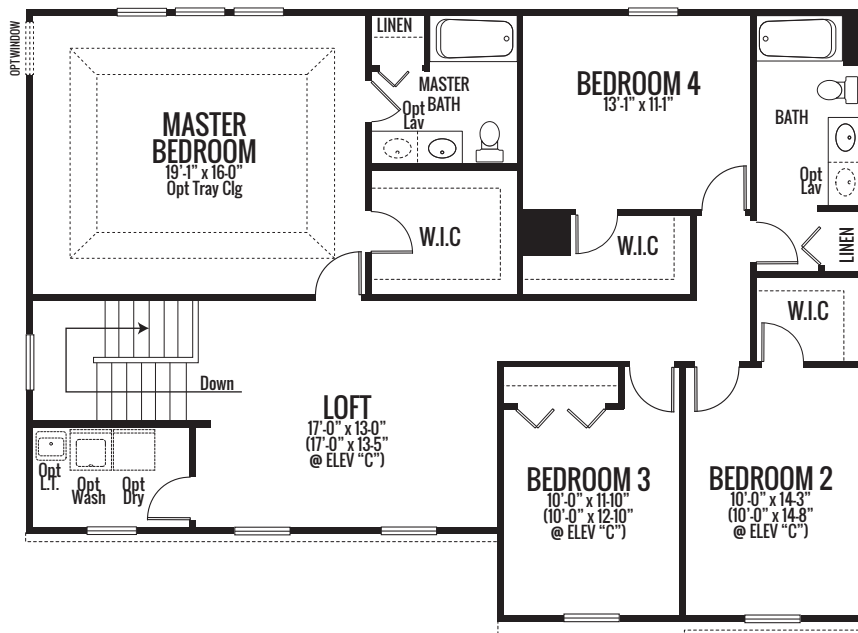 OPT WINDOW
MASTER
BEDROOM
19'-1" x 16-0"
Opt Tray Clg
LINEN
MASTER
BATH
Opt
Lav
W.I.C
BEDROOM 4
13'-1" x 11-1"
W.I.C
BATH
Opt
Lav
LINEN
W.I.C
Down
LOFT
17'-0" x 13-0"
(17'-0" x 13-5"
@ ELEV "C")
Opt
L.T.
Opt
Wash
Opt
Dry
BEDROOM 3
10'-0" x 11-10"
(10'-0" x 12-10"
@ ELEV "C")
BEDROOM 2
10'-0" x 14-3"
(10'-0" x 14-8"
@ ELEV "C")